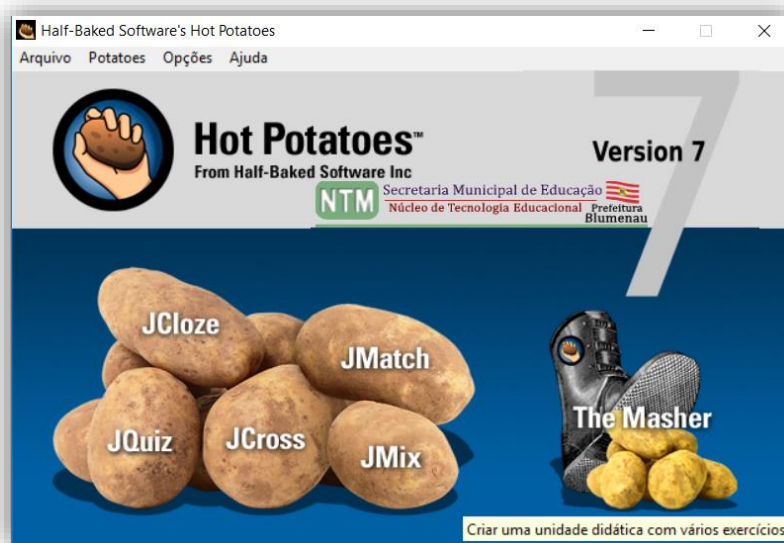 Half-Baked Software's Hot Potatoes
Arquivo Potatoes Opções Ajuda
Hot Potatoes™
From Half-Baked Software Inc
Version 7
7
NTM
Secretaria Municipal de Educação
Núcleo de Tecnologia Educacional
Prefeitura
Blumenau
JCloze
JMatch
JQuiz
JCross
JMix
The Masher
Criar uma unidade didática com vários exercícios